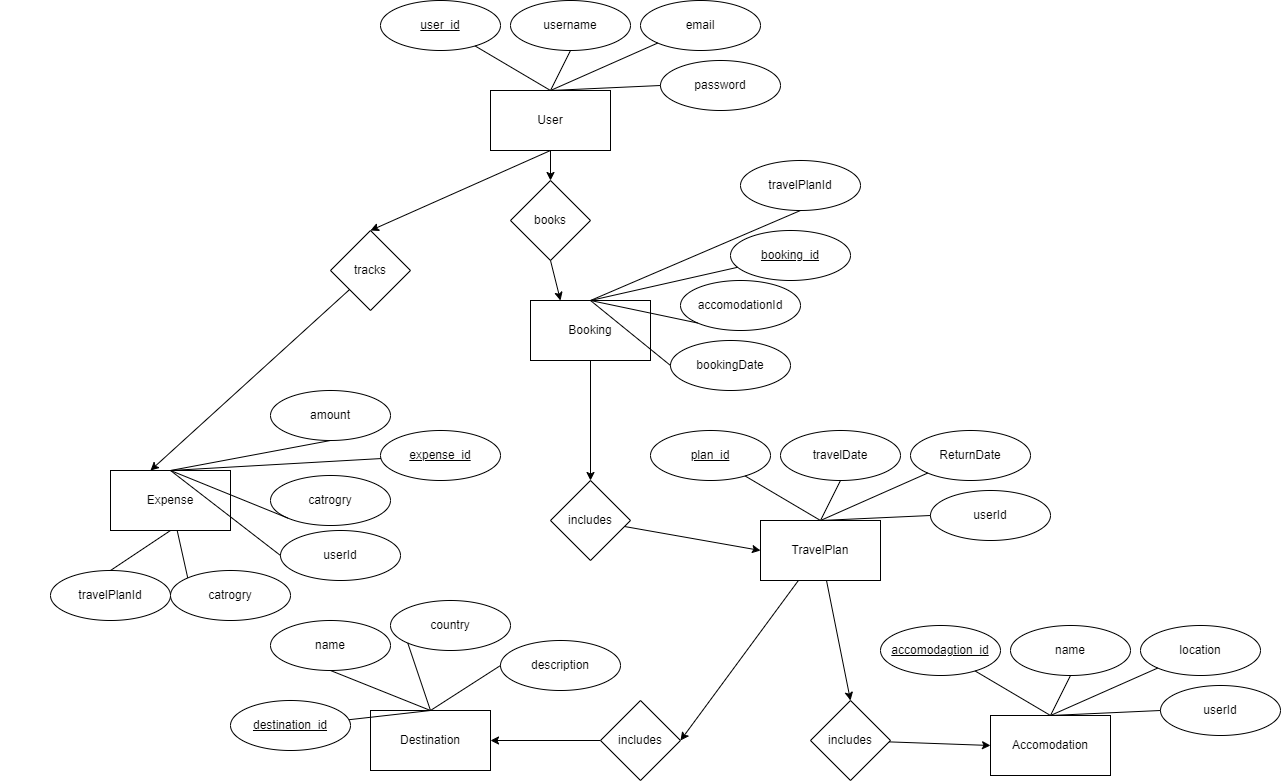 user_id
username
email
password
User
travelPlanId
books
booking_id
tracks
accomodationId
Booking
bookingDate
amount
expense_id
plan_id
travelDate
ReturnDate
catrogry
Expense
userId
includes
userId
TravelPlan
travelPlanId
catrogry
name
country
description
accomodagtion_id
name
location
userId
destination_id
Destination
includes
includes
Accomodation